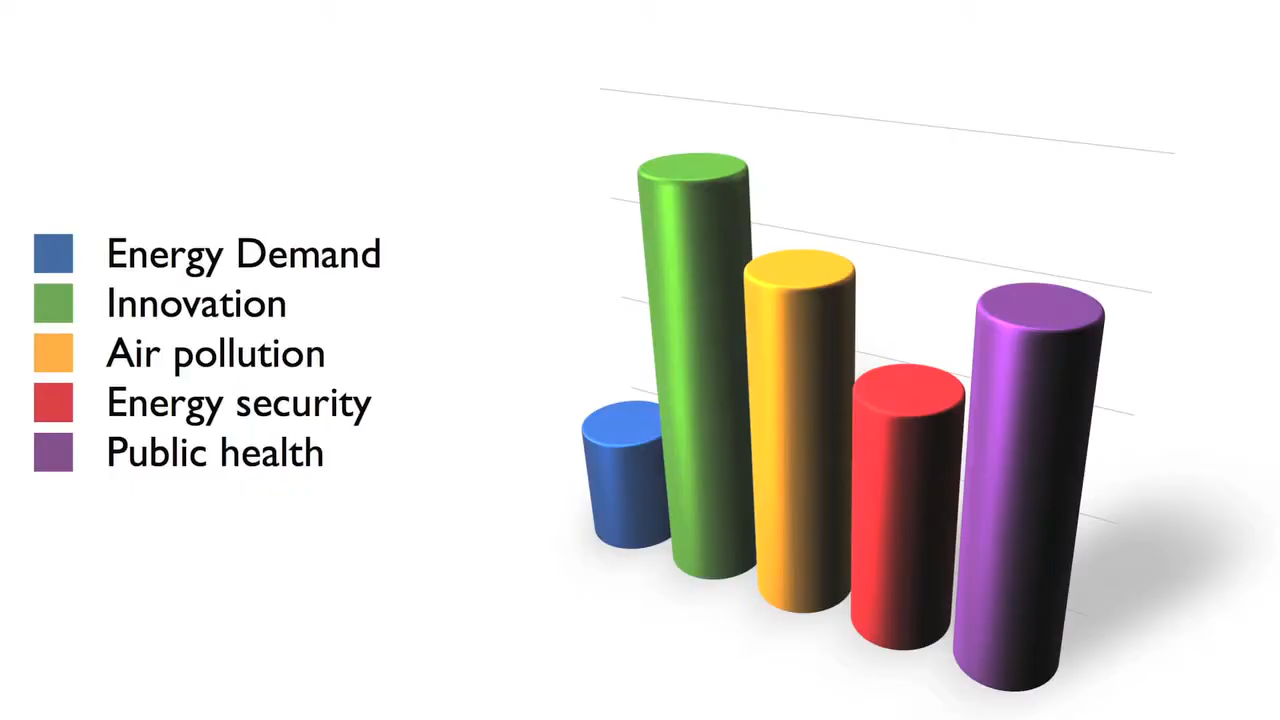 Energy Demand
Innovation
Air pollution
Energy security
Public health